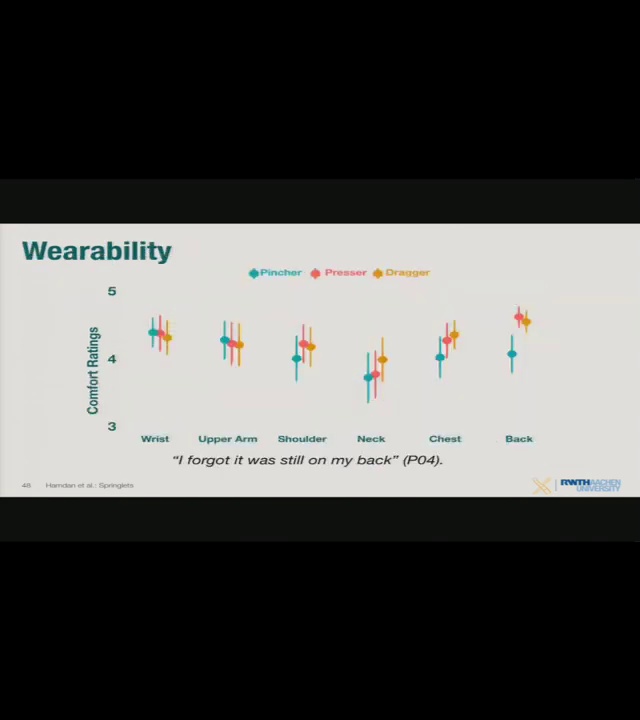 Wearability
Pincher Presser Dragger
5
4
3
Comfort Ratings
Wrist Upper Arm Shoulder Neck Chest Back
“I forgot it was still on my back” (P04).
48 Hamdan et al.: Springlets
RWTHAACHEN
UNIVERSITY